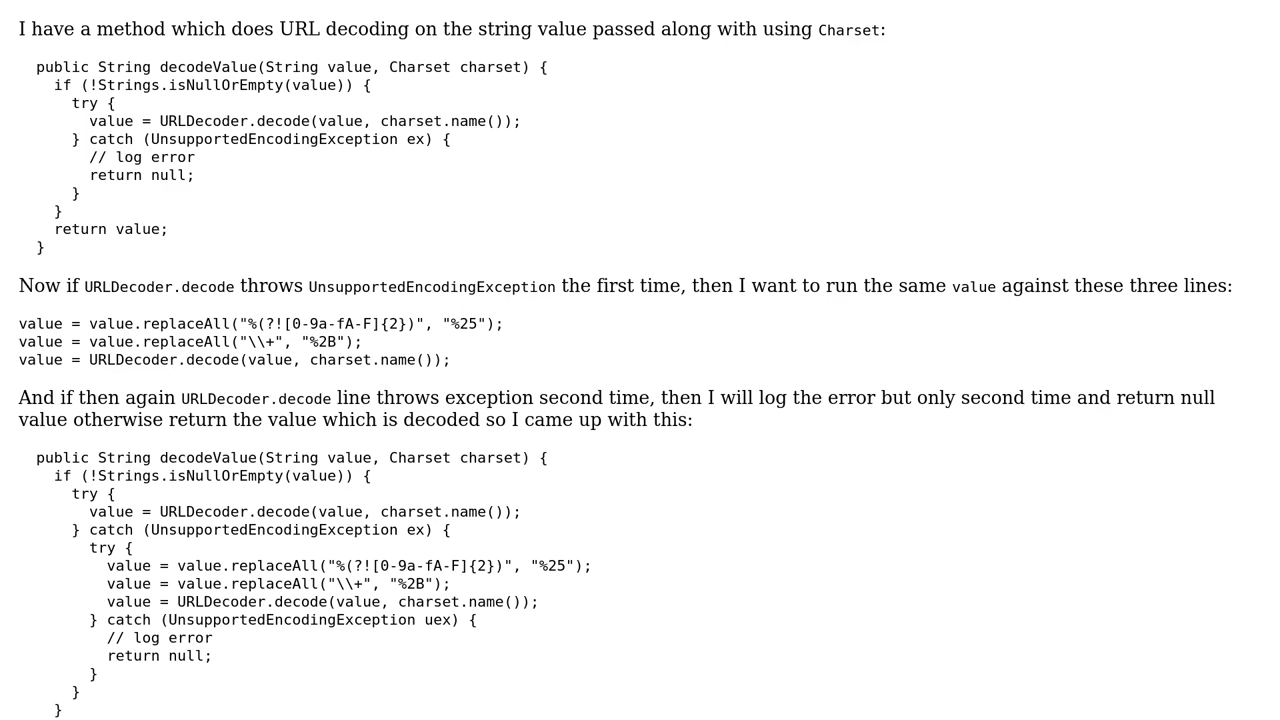 I have a method which does URL decoding on the string value passed along with using Charset:
public String decodeValue(String value, Charset charset) {
if (!Strings.isNullOrEmpty(value)) {
try {
value = URLDecoder.decode(value, charset.name());
} catch (UnsupportedEncodingException ex) {
// log error
return null;
}
}
return value;
}
Now if URLDecoder.decode throws UnsupportedEncodingException the first time, then I want to run the same value against these three lines:
value = value.replaceAll("%(?![0-9a-fA-F]{2})", "%25");
value = value.replaceAll("\\+", "%2B");
value = URLDecoder.decode(value, charset.name());
And if then again URLDecoder.decode line throws exception second time, then I will log the error but only second time and return null
value otherwise return the value which is decoded so I came up with this:
public String decodeValue(String value, Charset charset) {
if (!Strings.isNullOrEmpty(value)) {
try {
value = URLDecoder.decode(value, charset.name());
} catch (UnsupportedEncodingException ex) {
try {
value = value.replaceAll("%(?![0-9a-fA-F]{2})", "%25");
value = value.replaceAll("\\+", "%2B");
value = URLDecoder.decode(value, charset.name());
} catch (UnsupportedEncodingException uex) {
// log error
return null;
}
}
}